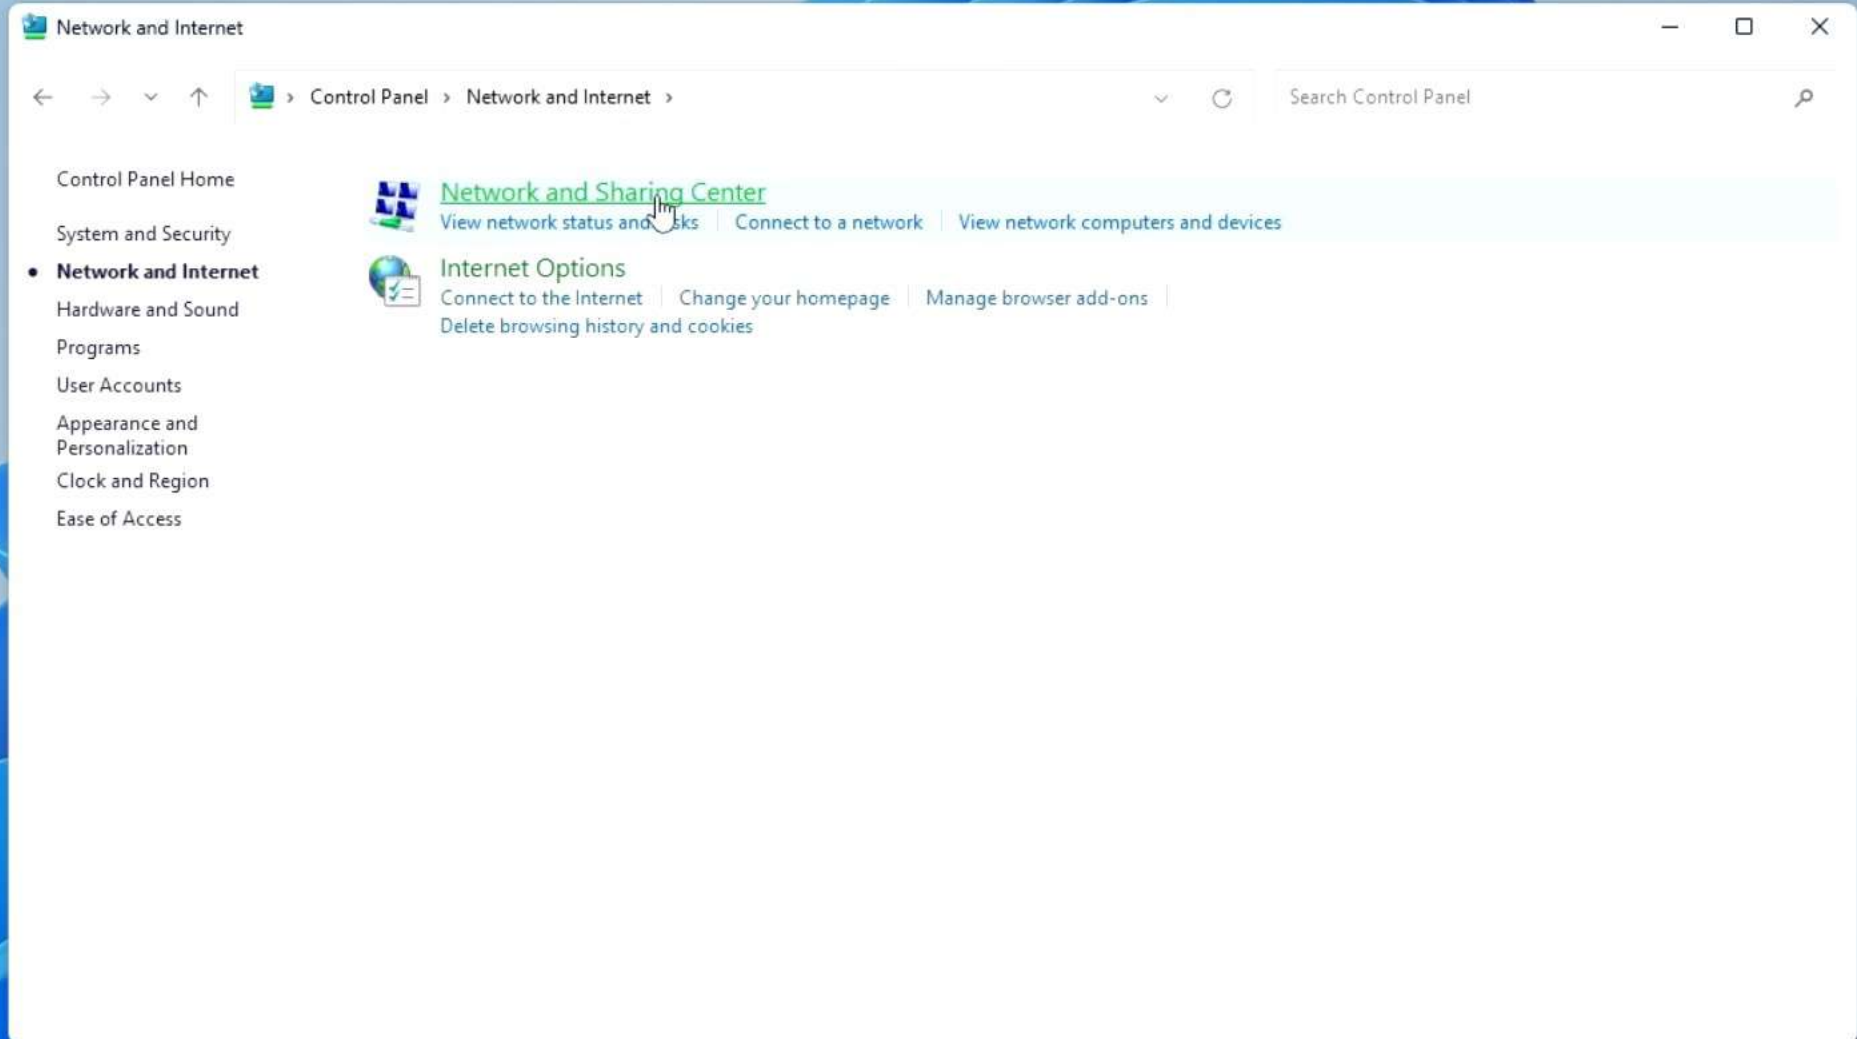 Network and Internet
Control Panel > Network and Internet >
Search Control Panel
Control Panel Home
System and Security
Network and Internet
Hardware and Sound
Programs
User Accounts
Appearance and
Personalization
Clock and Region
Ease of Access
Network and Sharing Center
View network status and Connect to a network View network computers and devices
Internet Options
Connect to the Internet Change your homepage Manage browser add-ons
Delete browsing history and cookies